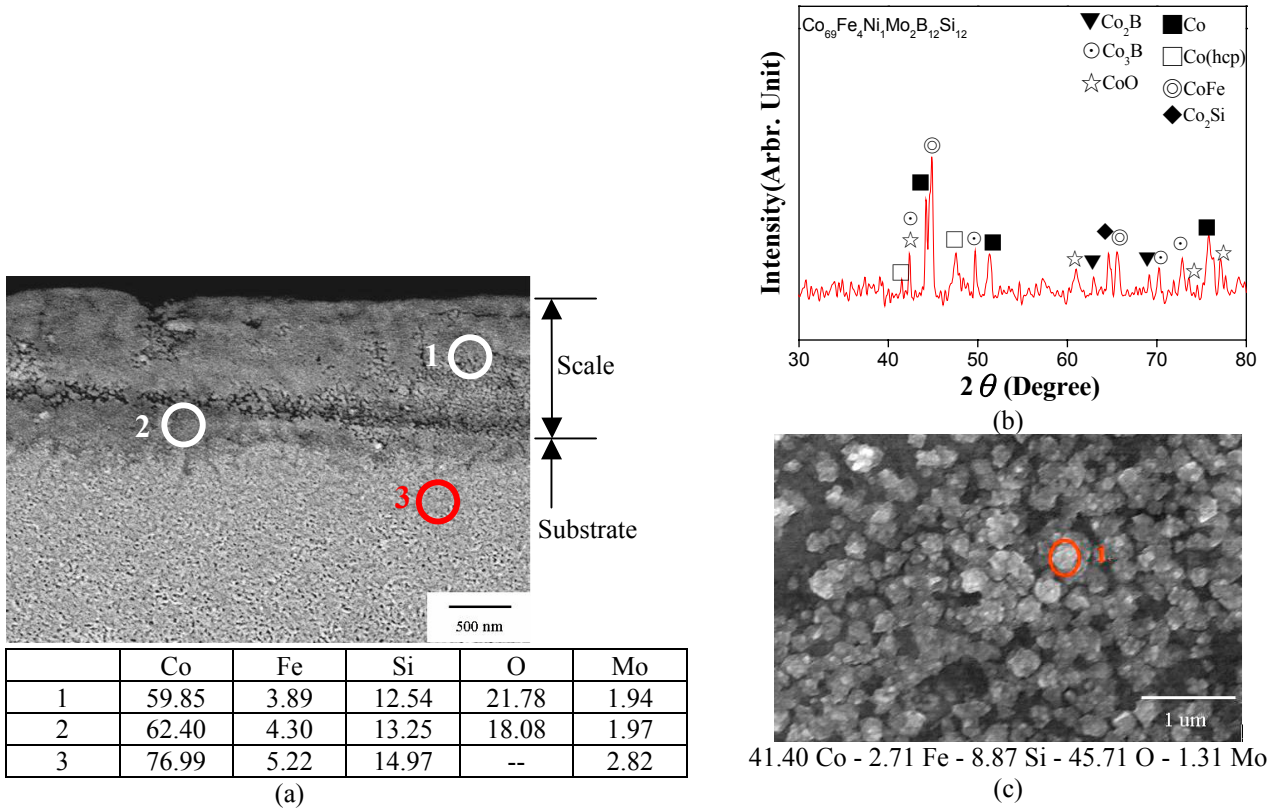 1
2
3
Scale
Substrate
500 nm
Co Fe Si O Mo
1 59.85 3.89 12.54 21.78 1.94
2 62.40 4.30 13.25 18.08 1.97
3 76.99 5.22 14.97 -- 2.82
(a)
Co₆₉Fe₄Ni₁Mo₂B₁₂Si₁₂
▼Co₂B ■Co
☉Co₃B □Co(hcp)
☆CoO ◎CoFe
◆Co₂Si
Intensity(Arbr. Unit)
30 40 50 60 70 80
2 θ (Degree)
(b)
1
1 um
41.40 Co - 2.71 Fe - 8.87 Si - 45.71 O - 1.31 Mo
(c)